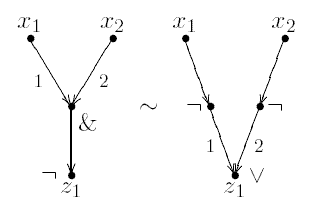 x₁ x₂ x₁ x₂
1 2
& ∼ ¬ ¬
1 2
¬ z₁ z₁ ∨